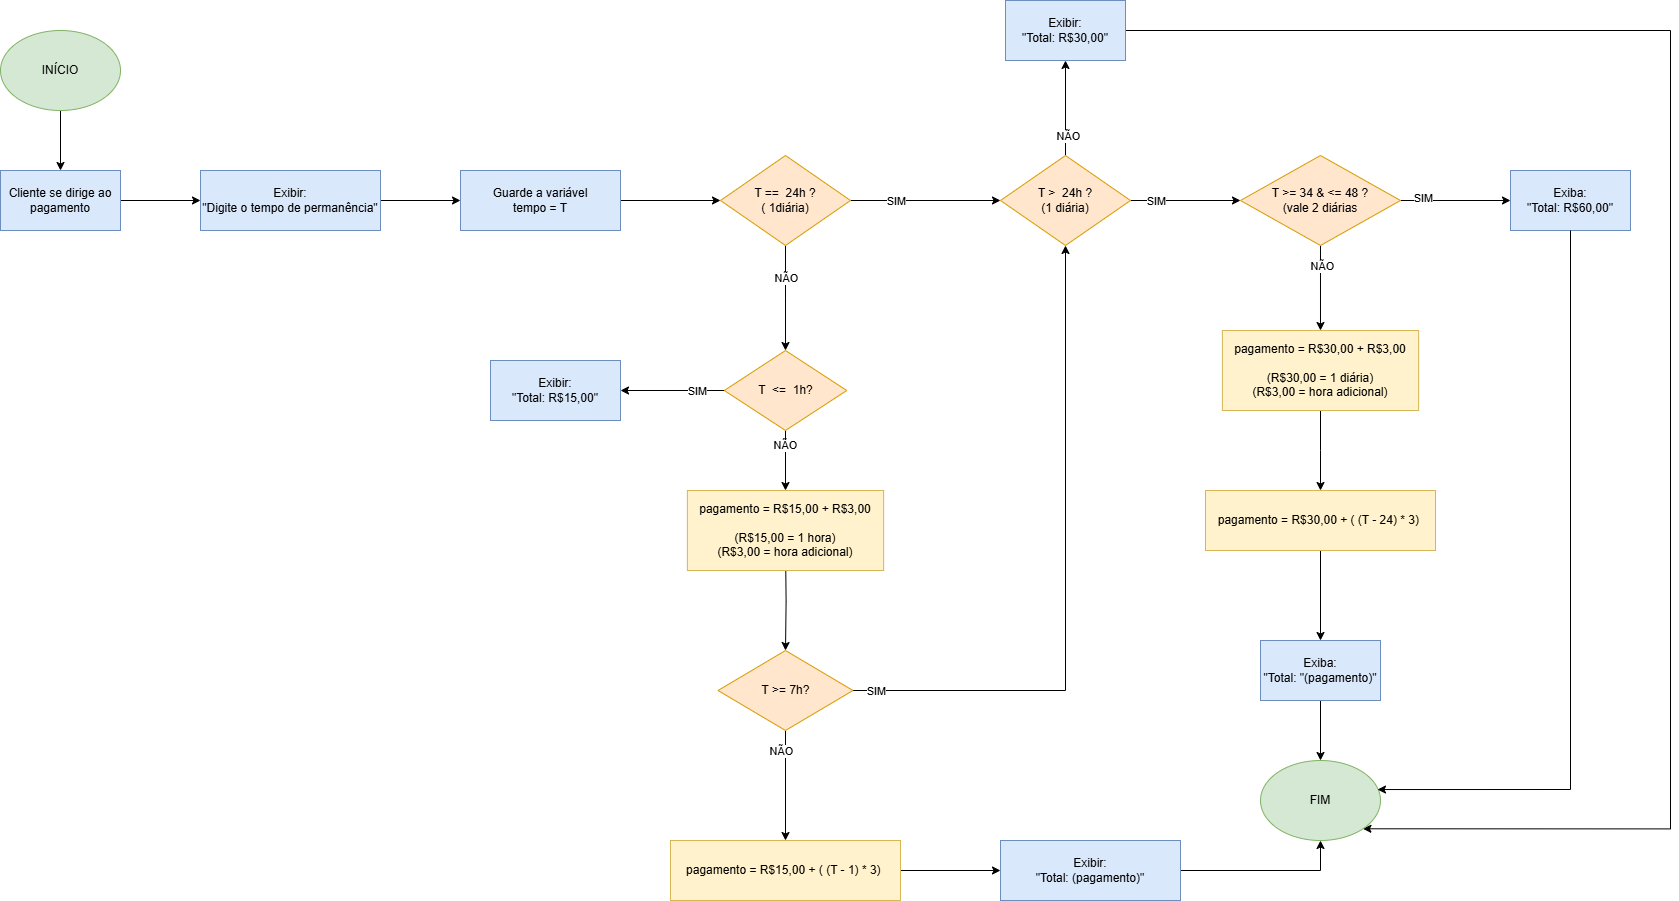 INÍCIO
Cliente se dirige ao
pagamento
Exibir:
"Digite o tempo de permanência"
Guarde a variável
tempo = T
T == 24h ?
( 1diária)
SIM
NÃO
T > 24h ?
(1 diária)
NÃO
Exibir:
"Total: R$30,00"
SIM
T >= 34 & <= 48 ?
(vale 2 diárias
SIM
Exiba:
"Total: R$60,00"
NÃO
pagamento = R$30,00 + R$3,00
(R$30,00 = 1 diária)
(R$3,00 = hora adicional)
pagamento = R$30,00 + ( (T - 24) * 3)
Exiba:
"Total: "(pagamento)"
FIM
T <= 1h?
SIM
Exibir:
"Total: R$15,00"
NÃO
pagamento = R$15,00 + R$3,00
(R$15,00 = 1 hora)
(R$3,00 = hora adicional)
T >= 7h?
SIM
NÃO
pagamento = R$15,00 + ( (T - 1) * 3)
Exibir:
"Total: (pagamento)"